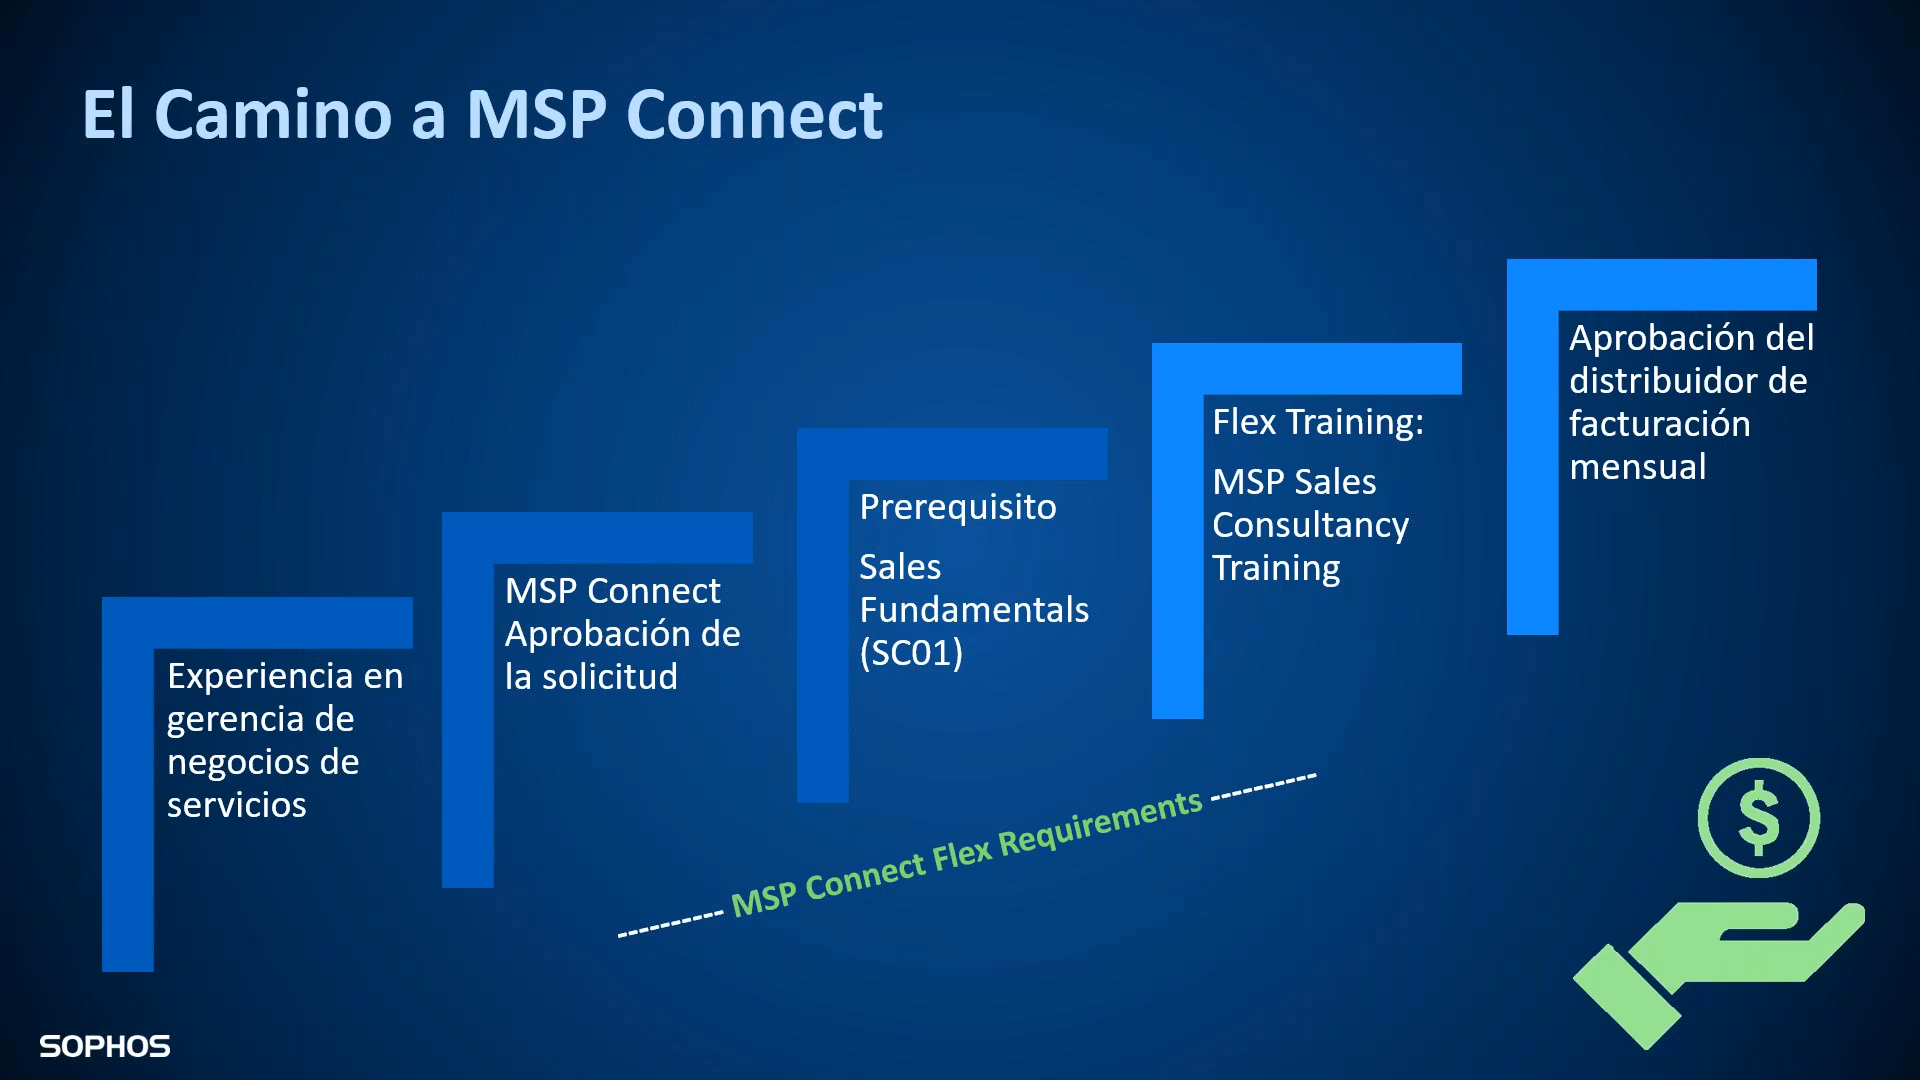 El Camino a MSP Connect
Experiencia en
gerencia de
negocios de
servicios
MSP Connect
Aprobación de
la solicitud
Prerequisito
Sales
Fundamentals
(SC01)
Flex Training:
MSP Sales
Consultancy
Training
Aprobación del
distribuidor de
facturación
mensual
MSP Connect Flex Requirements
$
SOPHOS